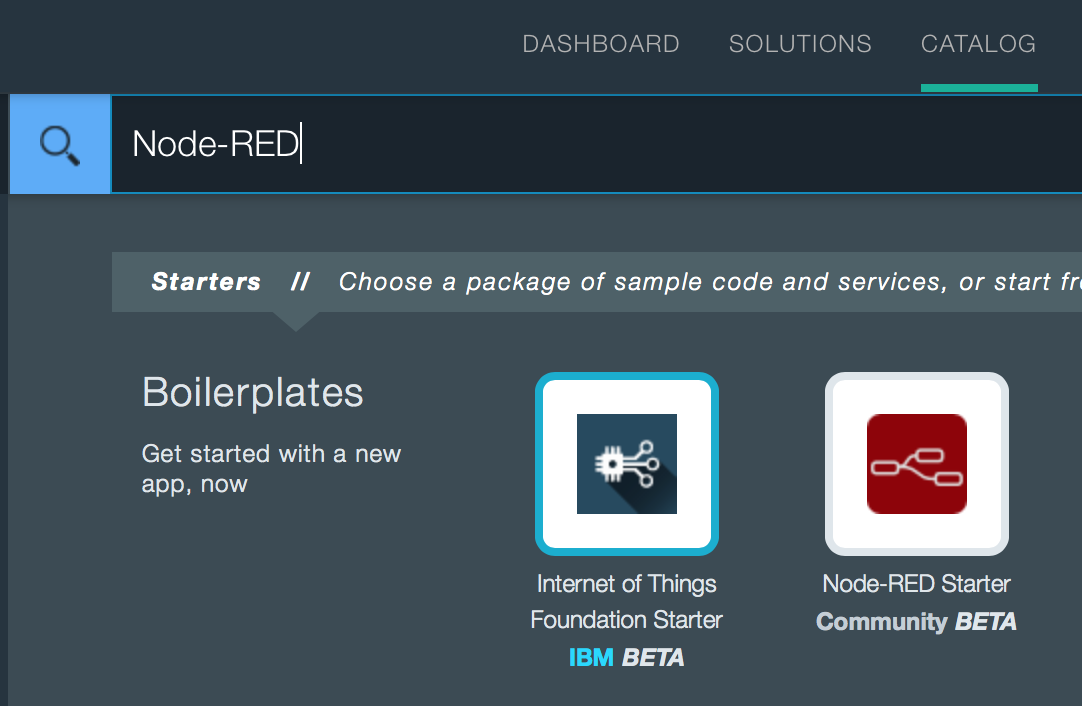 DASHBOARD SOLUTIONS CATALOG
Node-RED
Starters // Choose a package of sample code and services, or start
Boilerplates
Get started with a new
app, now
Internet of Things
Foundation Starter
IBM BETA
Node-RED Starter
Community BETA